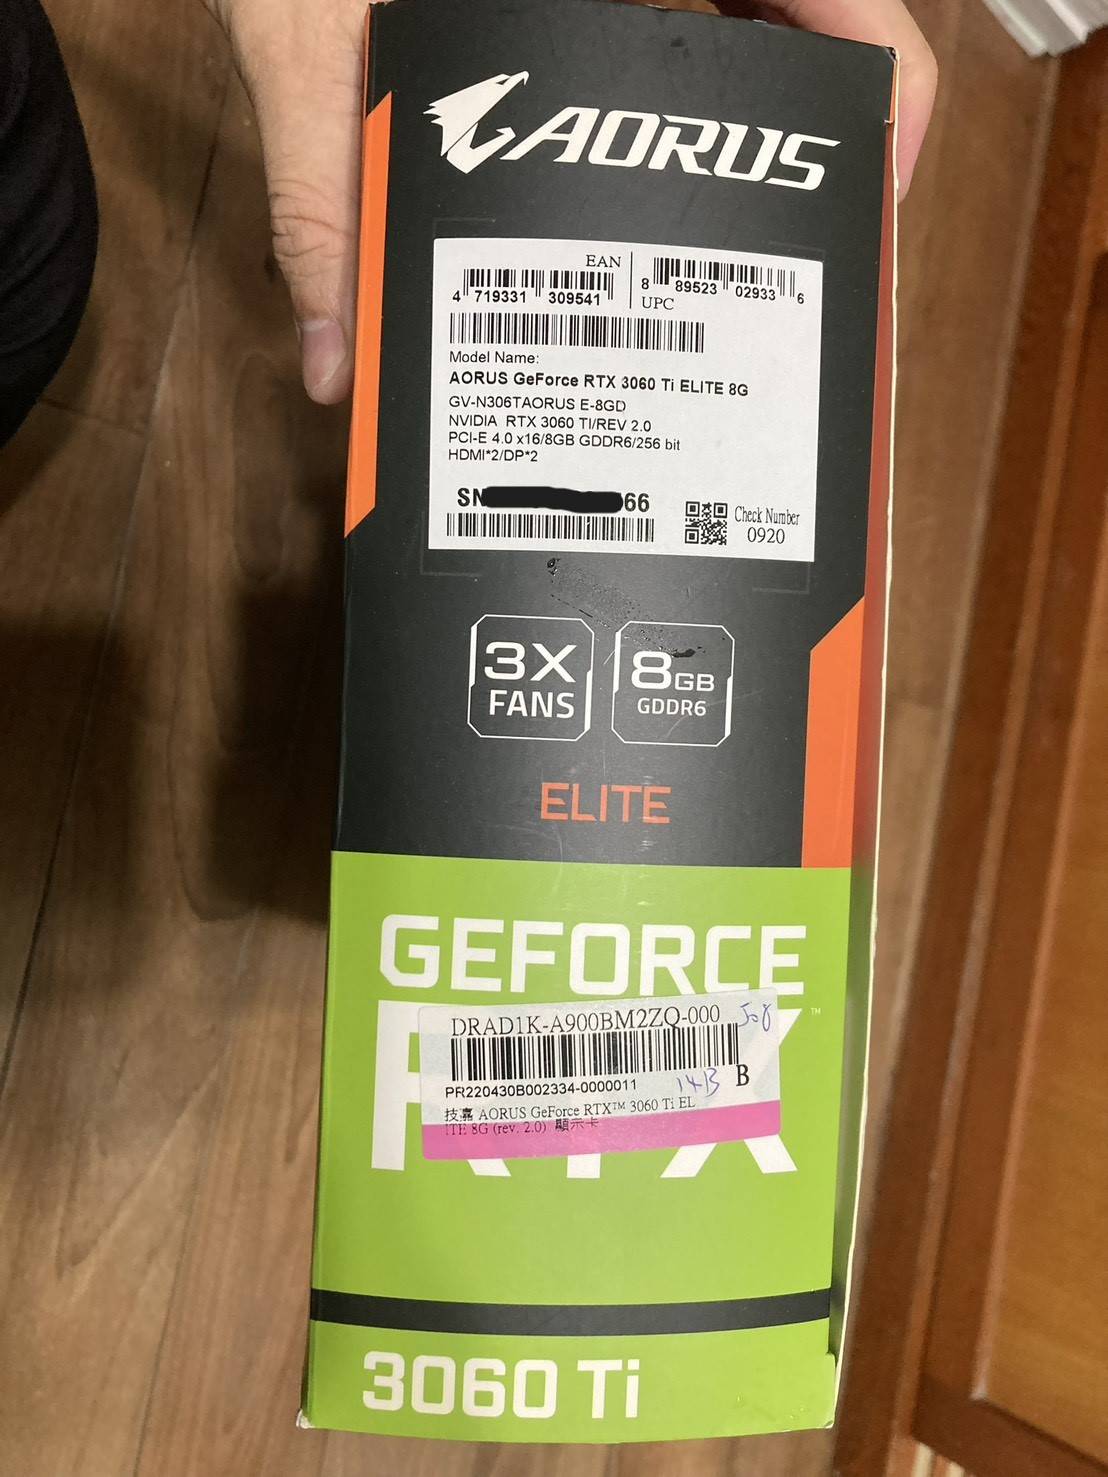 AORUS
EAN
4 719331 309541
8 89523 02933 6
UPC
Model Name:
AORUS GeForce RTX 3060 Ti ELITE 8G
GV-N306TAORUS E-8GD
NVIDIA RTX 3060 TI/REV 2.0
PCI-E 4.0 x16/8GB GDDR6/256 bit
HDMI*2/DP*2
SN 66
Check Number
0920
3X
FANS
8GB
GDDR6
ELITE
GEFORCE
RTX™
DRAD1K-A900BM2ZQ-000
PR220430B002334-0000011
1413 B
技嘉 AORUS GeForce RTX™ 3060 Ti EL
ITE 8G (rev. 2.0) 顯示卡
3060 Ti